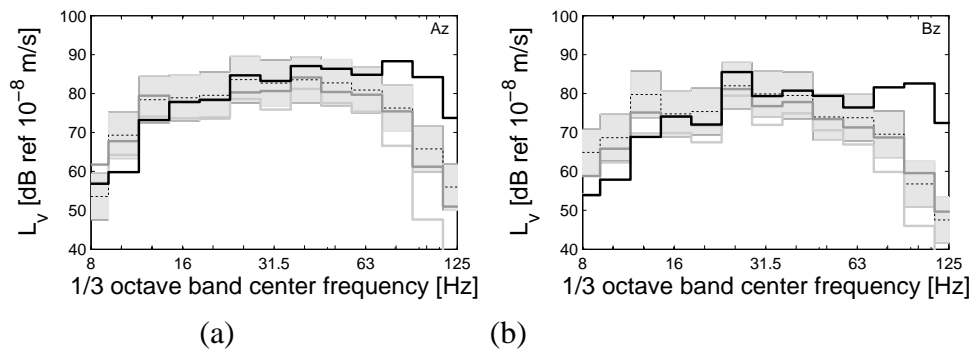 Az
L_v [dB ref 10^-8 m/s]
100
90
80
70
60
50
40
8 16 31.5 63 125
1/3 octave band center frequency [Hz]
(a)
Bz
L_v [dB ref 10^-8 m/s]
100
90
80
70
60
50
40
8 16 31.5 63 125
1/3 octave band center frequency [Hz]
(b)